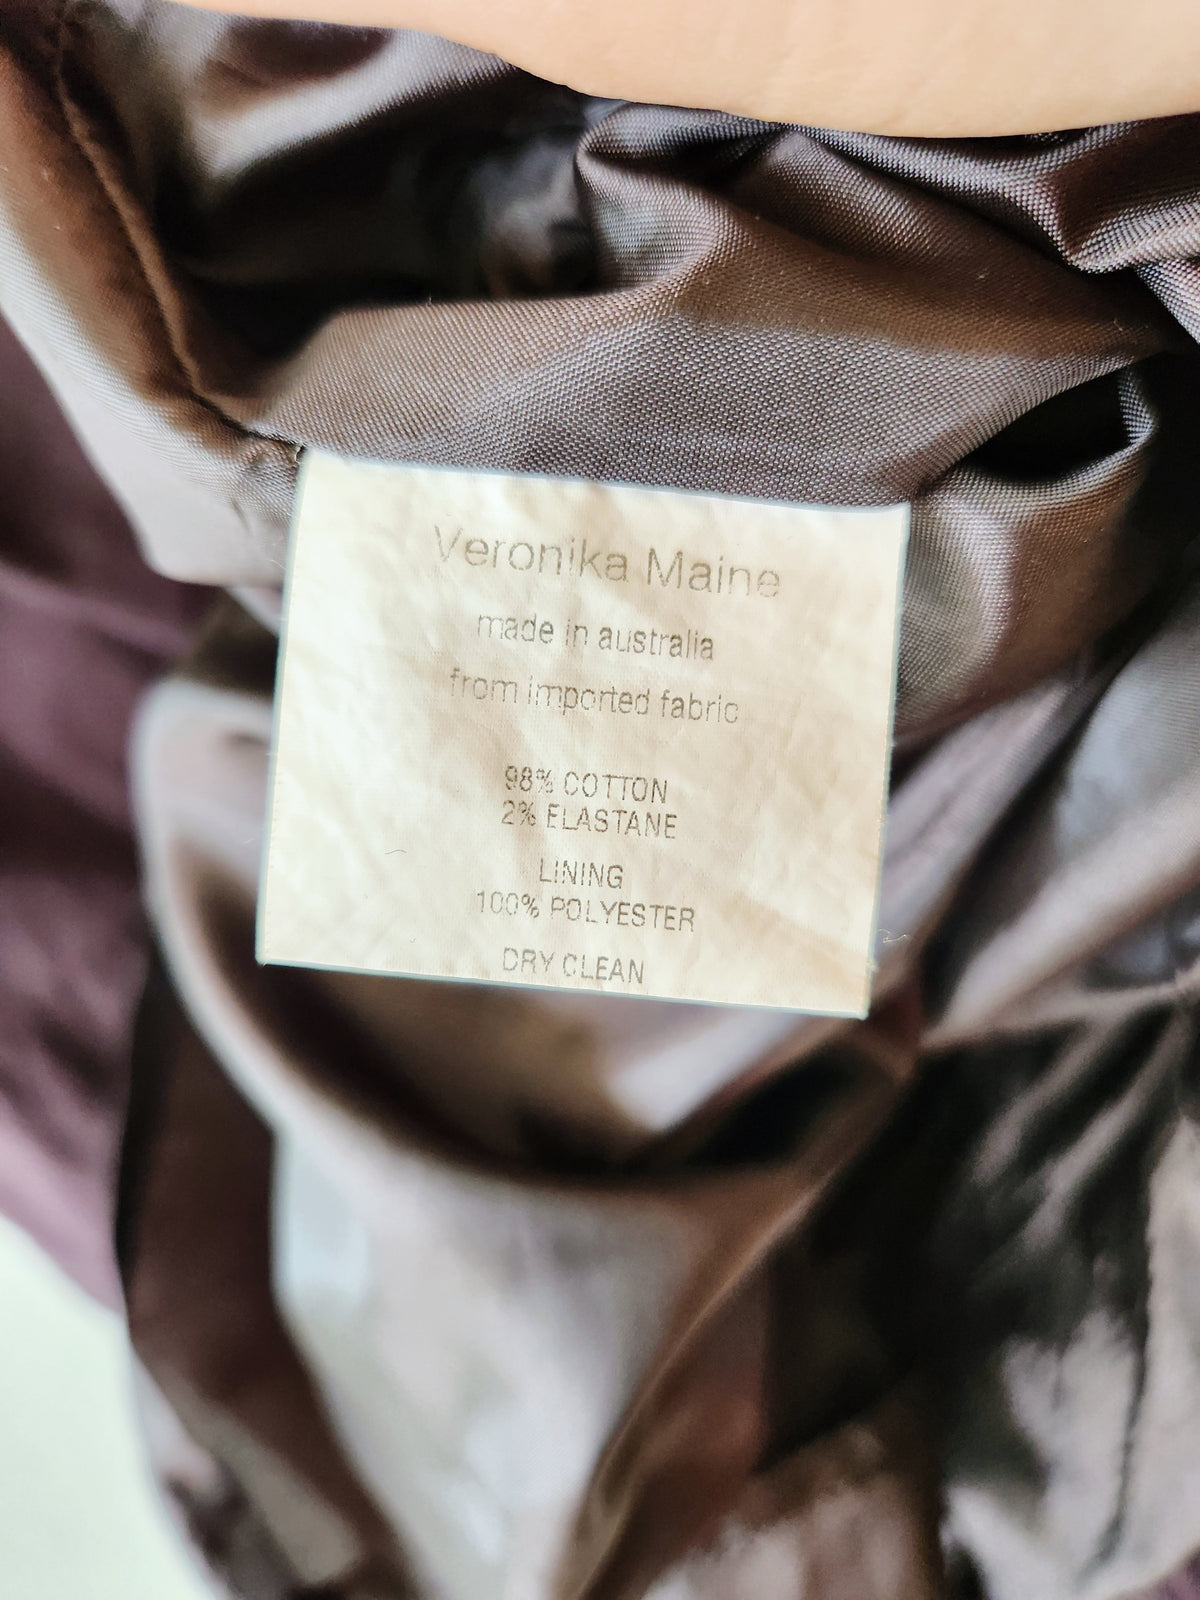 Veronika Maine
made in australia
from imported fabric
98% COTTON
2% ELASTANE
LINING
100% POLYESTER
DRY CLEAN